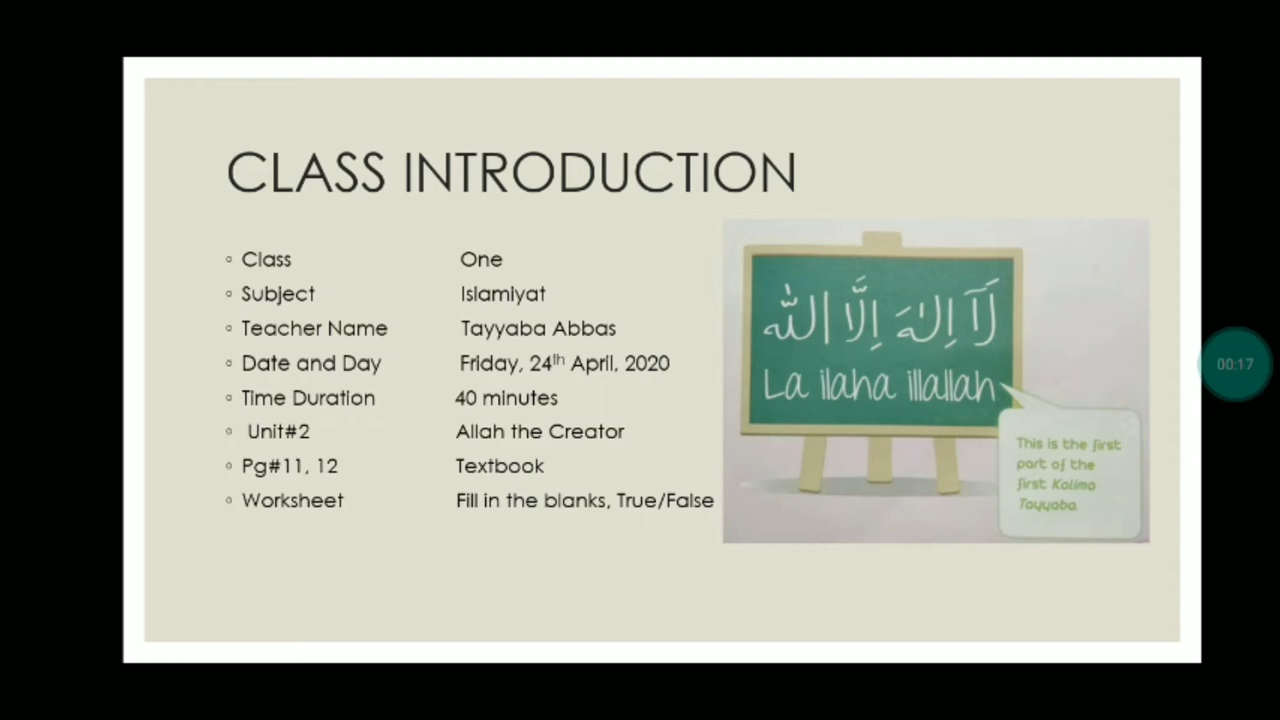 CLASS INTRODUCTION
◦ Class One
◦ Subject Islamiyat
◦ Teacher Name Tayyaba Abbas
◦ Date and Day Friday, 24th April, 2020
◦ Time Duration 40 minutes
◦ Unit#2 Allah the Creator
◦ Pg#11, 12 Textbook
◦ Worksheet Fill in the blanks, True/False
لَآ اِلٰهَ اِلَّا اللّٰه
La ilaha illallah
This is the first
part of the
first Kalima
Tayyaba.
00:17